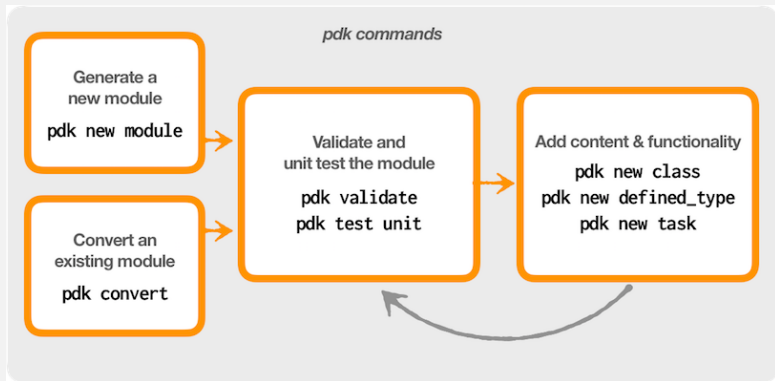 pdk commands
Generate a
new module
pdk new module
Convert an
existing module
pdk convert
Validate and
unit test the module
pdk validate
pdk test unit
Add content & functionality
pdk new class
pdk new defined_type
pdk new task